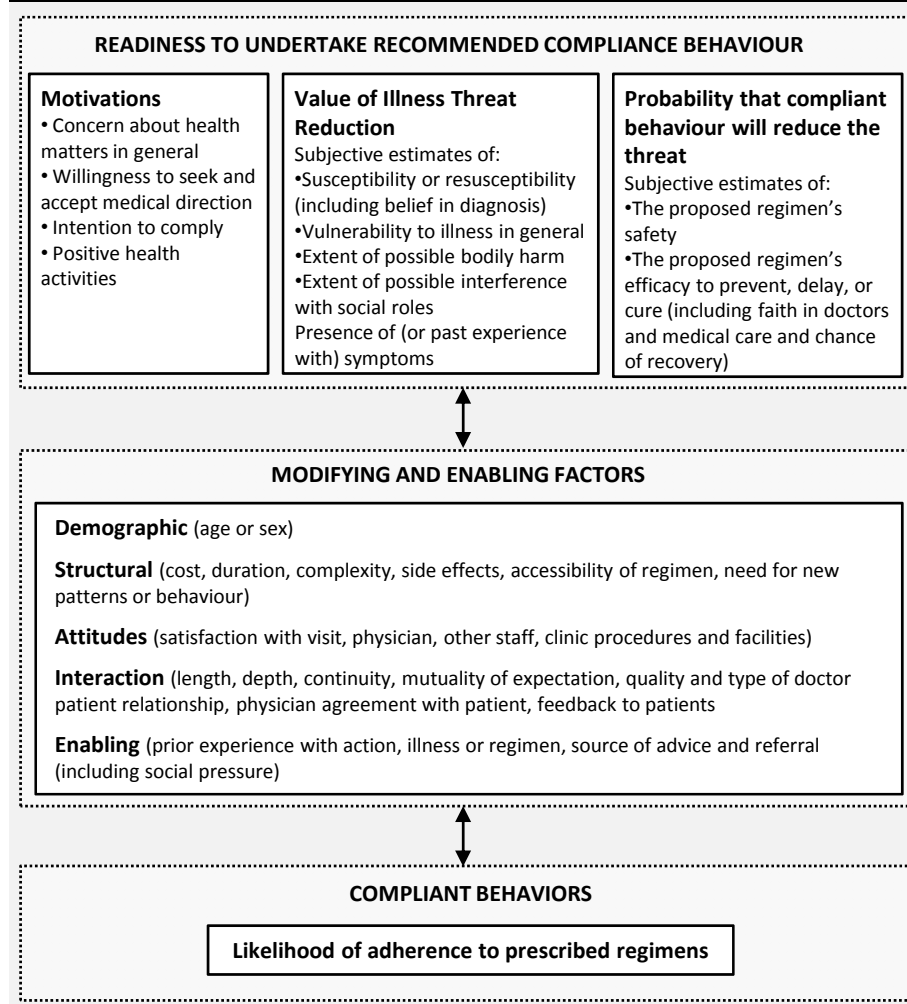 READINESS TO UNDERTAKE RECOMMENDED COMPLIANCE BEHAVIOUR
Motivations
• Concern about health
matters in general
• Willingness to seek and
accept medical direction
• Intention to comply
• Positive health
activities
Value of Illness Threat
Reduction
Subjective estimates of:
•Susceptibility or resusceptibility
(including belief in diagnosis)
•Vulnerability to illness in general
•Extent of possible bodily harm
•Extent of possible interference
with social roles
Presence of (or past experience
with) symptoms
Probability that compliant
behaviour will reduce the
threat
Subjective estimates of:
•The proposed regimen’s
safety
•The proposed regimen’s
efficacy to prevent, delay, or
cure (including faith in doctors
and medical care and chance
of recovery)
MODIFYING AND ENABLING FACTORS
Demographic (age or sex)
Structural (cost, duration, complexity, side effects, accessibility of regimen, need for new
patterns or behaviour)
Attitudes (satisfaction with visit, physician, other staff, clinic procedures and facilities)
Interaction (length, depth, continuity, mutuality of expectation, quality and type of doctor
patient relationship, physician agreement with patient, feedback to patients
Enabling (prior experience with action, illness or regimen, source of advice and referral
(including social pressure)
COMPLIANT BEHAVIORS
Likelihood of adherence to prescribed regimens